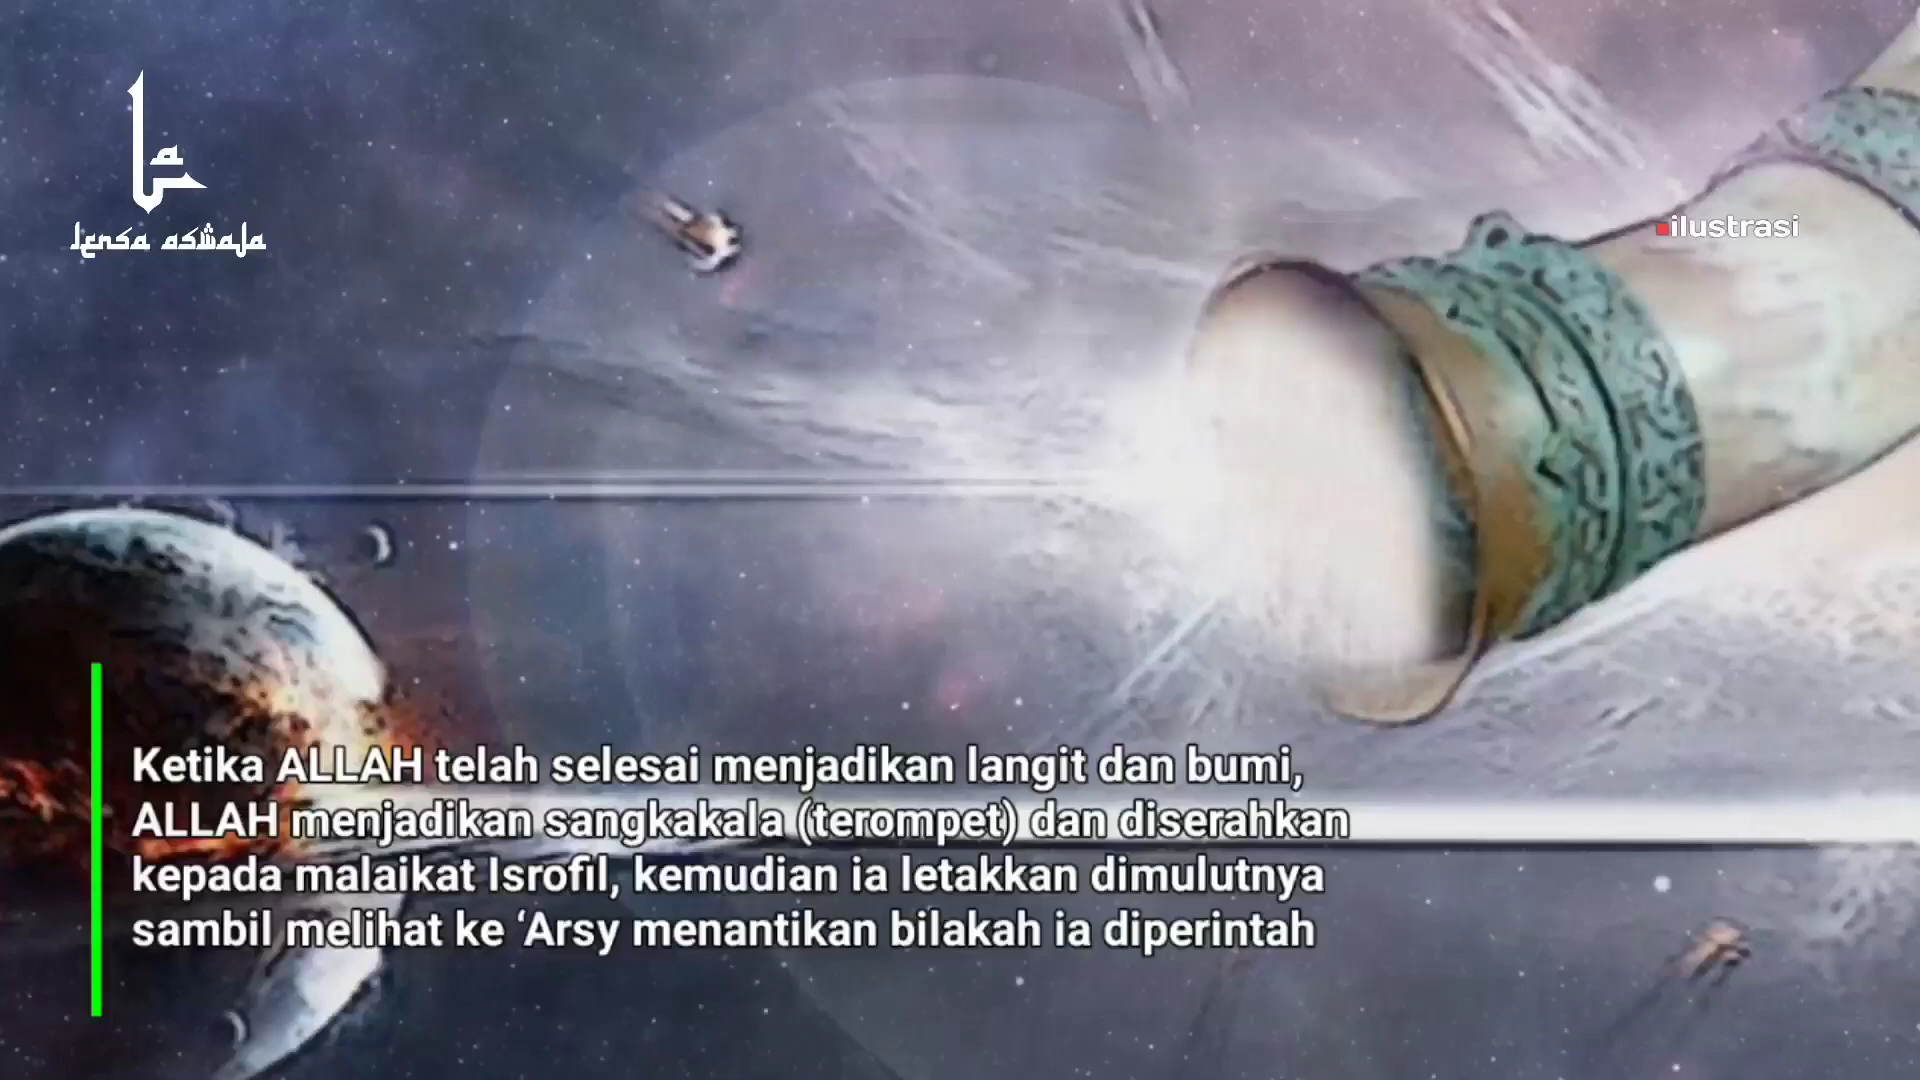 La
lensa aswaja
ilustrasi
Ketika ALLAH telah selesai menjadikan langit dan bumi,
ALLAH menjadikan sangkakala (terompet) dan diserahkan
kepada malaikat Isrofil, kemudian ia letakkan dimulutnya
sambil melihat ke ‘Arsy menantikan bilakah ia diperintah